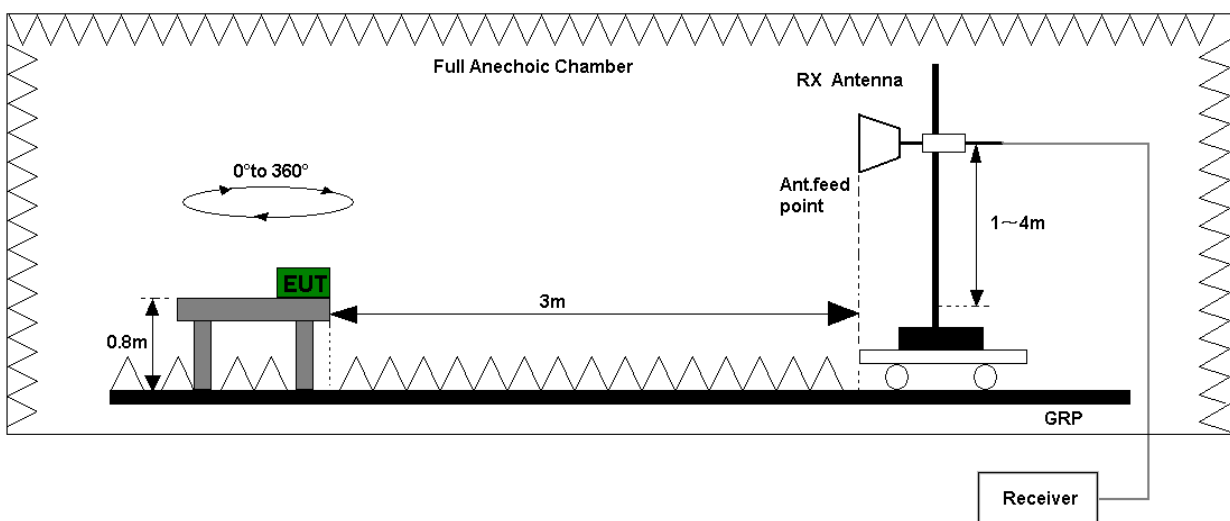 Full Anechoic Chamber
RX Antenna
0°to 360°
Ant.feed
point
1～4m
EUT
3m
0.8m
GRP
Receiver